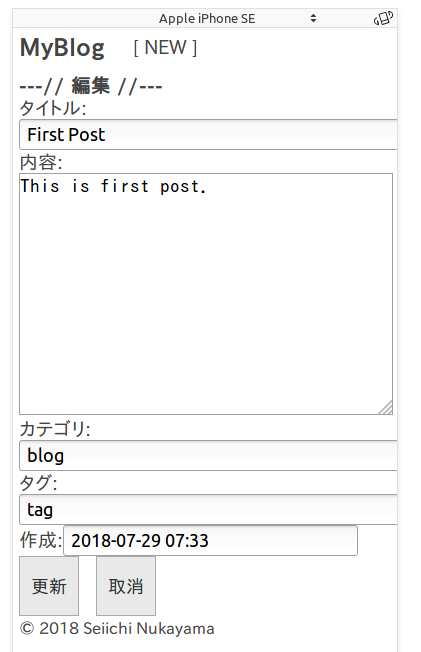 Apple iPhone SE
MyBlog [ NEW ]
---// 編集 //---
タイトル:
First Post
内容:
This is first post.
カテゴリ:
blog
タグ:
tag
作成: 2018-07-29 07:33
更新 取消
© 2018 Seiichi Nukayama